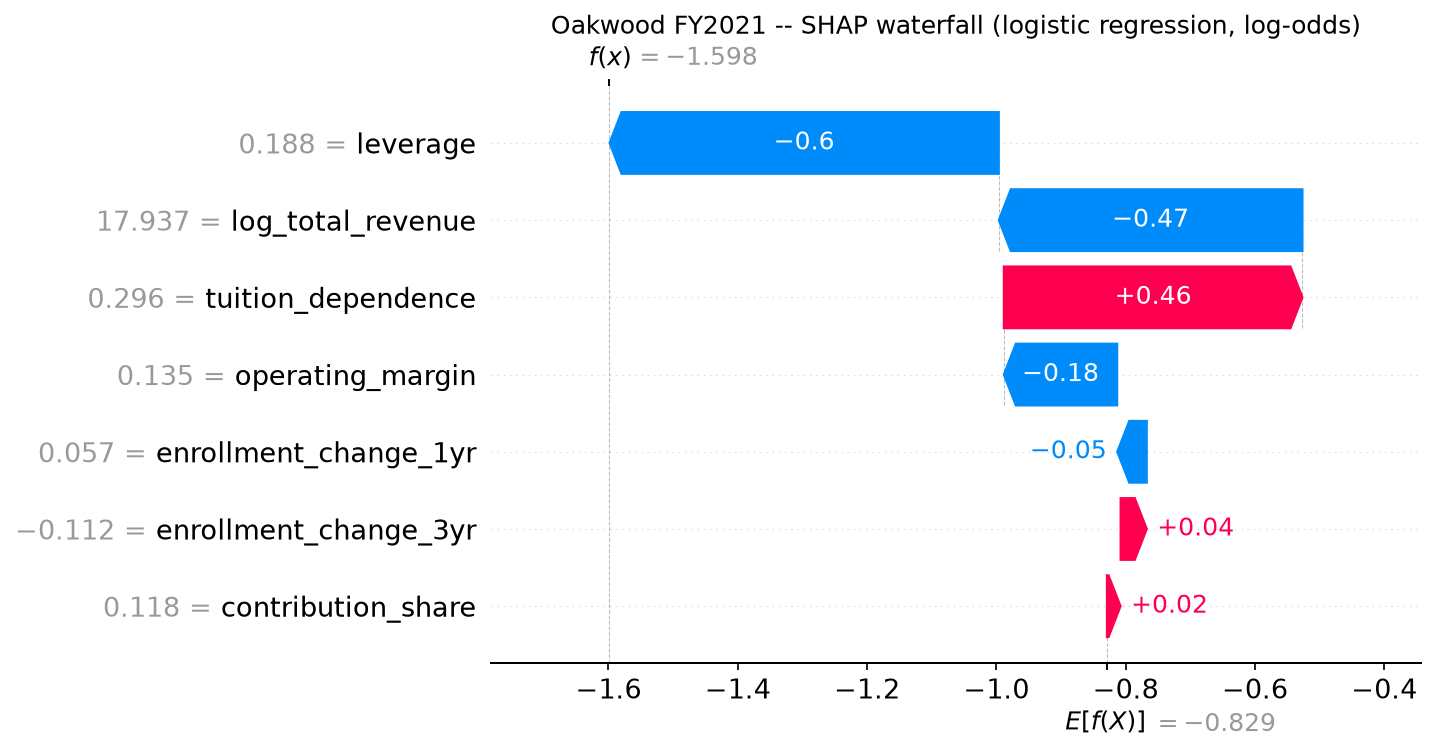 Oakwood FY2021 -- SHAP waterfall (logistic regression, log-odds)
f(x) = −1.598
0.188 = leverage
−0.6
17.937 = log_total_revenue
−0.47
0.296 = tuition_dependence
+0.46
0.135 = operating_margin
−0.18
0.057 = enrollment_change_1yr
−0.05
−0.112 = enrollment_change_3yr
+0.04
0.118 = contribution_share
+0.02
−1.6 −1.4 −1.2 −1.0 −0.8 −0.6 −0.4
E[f(X)] = −0.829